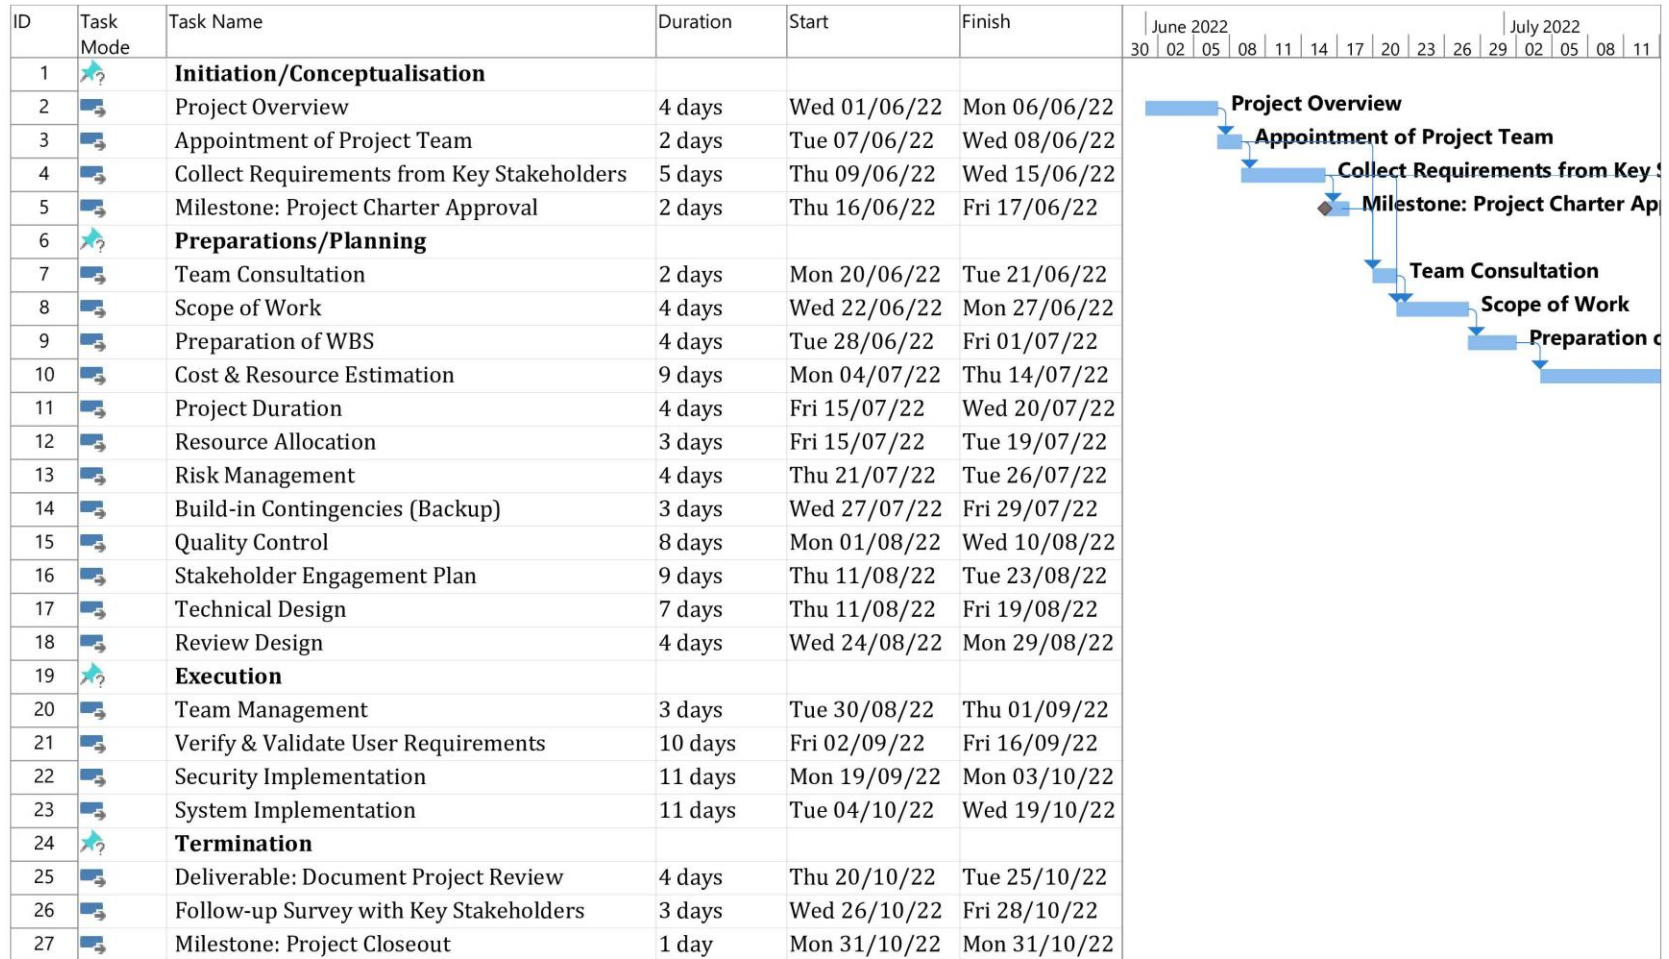 ID Task Mode Task Name Duration Start Finish June 2022 July 2022
30 02 05 08 11 14 17 20 23 26 29 02 05 08 11
1 Initiation/Conceptualisation
2 Project Overview 4 days Wed 01/06/22 Mon 06/06/22 Project Overview
3 Appointment of Project Team 2 days Tue 07/06/22 Wed 08/06/22 Appointment of Project Team
4 Collect Requirements from Key Stakeholders 5 days Thu 09/06/22 Wed 15/06/22 Collect Requirements from Key S
5 Milestone: Project Charter Approval 2 days Thu 16/06/22 Fri 17/06/22 Milestone: Project Charter Ap
6 Preparations/Planning
7 Team Consultation 2 days Mon 20/06/22 Tue 21/06/22 Team Consultation
8 Scope of Work 4 days Wed 22/06/22 Mon 27/06/22 Scope of Work
9 Preparation of WBS 4 days Tue 28/06/22 Fri 01/07/22 Preparation o
10 Cost & Resource Estimation 9 days Mon 04/07/22 Thu 14/07/22
11 Project Duration 4 days Fri 15/07/22 Wed 20/07/22
12 Resource Allocation 3 days Fri 15/07/22 Tue 19/07/22
13 Risk Management 4 days Thu 21/07/22 Tue 26/07/22
14 Build-in Contingencies (Backup) 3 days Wed 27/07/22 Fri 29/07/22
15 Quality Control 8 days Mon 01/08/22 Wed 10/08/22
16 Stakeholder Engagement Plan 9 days Thu 11/08/22 Tue 23/08/22
17 Technical Design 7 days Thu 11/08/22 Fri 19/08/22
18 Review Design 4 days Wed 24/08/22 Mon 29/08/22
19 Execution
20 Team Management 3 days Tue 30/08/22 Thu 01/09/22
21 Verify & Validate User Requirements 10 days Fri 02/09/22 Fri 16/09/22
22 Security Implementation 11 days Mon 19/09/22 Mon 03/10/22
23 System Implementation 11 days Tue 04/10/22 Wed 19/10/22
24 Termination
25 Deliverable: Document Project Review 4 days Thu 20/10/22 Tue 25/10/22
26 Follow-up Survey with Key Stakeholders 3 days Wed 26/10/22 Fri 28/10/22
27 Milestone: Project Closeout 1 day Mon 31/10/22 Mon 31/10/22